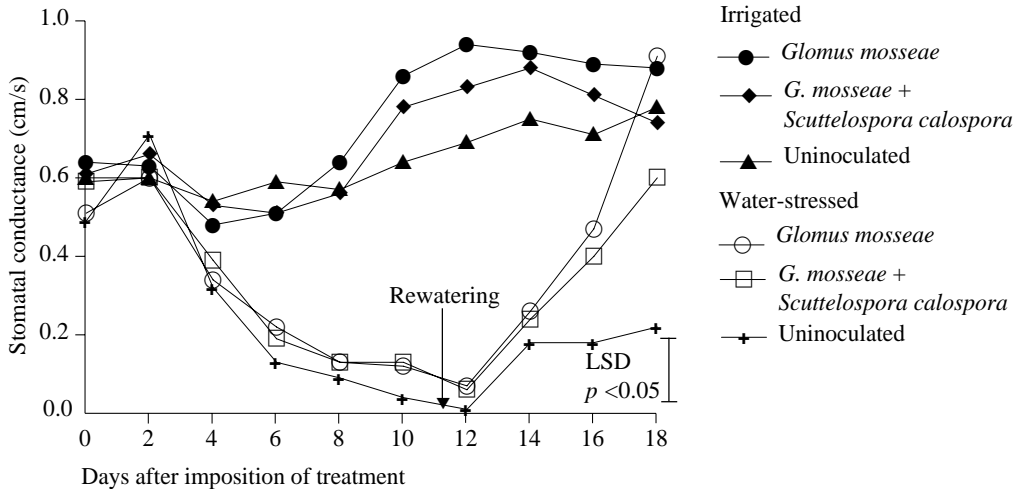 Stomatal conductance (cm/s)
1.0
0.8
0.6
0.4
0.2
0.0
0 2 4 6 8 10 12 14 16 18
Days after imposition of treatment
Rewatering
LSD
p <0.05
Irrigated
Glomus mosseae
G. mosseae +
Scuttelospora calospora
Uninoculated
Water-stressed
Glomus mosseae
G. mosseae +
Scuttelospora calospora
Uninoculated